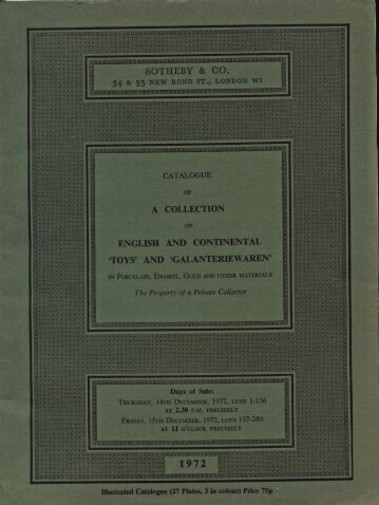 SOTHEBY & CO.
34 & 35 NEW BOND ST., LONDON W1
CATALOGUE
OF
A COLLECTION
OF
ENGLISH AND CONTINENTAL
'TOYS' AND 'GALANTERIEWAREN'
IN PORCELAIN, ENAMEL, GOLD AND OTHER MATERIALS
The Property of a Private Collector
Days of Sale:
THURSDAY, 14TH DECEMBER, 1972, LOTS 1-136
AT 2.30 P.M. PRECISELY
FRIDAY, 15TH DECEMBER, 1972, LOTS 137-280
AT 11 O'CLOCK PRECISELY
1972
Illustrated Catalogue (27 Plates, 3 in colour) Price 75p